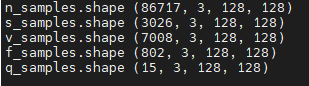 n_samples.shape (86717, 3, 128, 128)
s_samples.shape (3026, 3, 128, 128)
v_samples.shape (7008, 3, 128, 128)
f_samples.shape (802, 3, 128, 128)
q_samples.shape (15, 3, 128, 128)